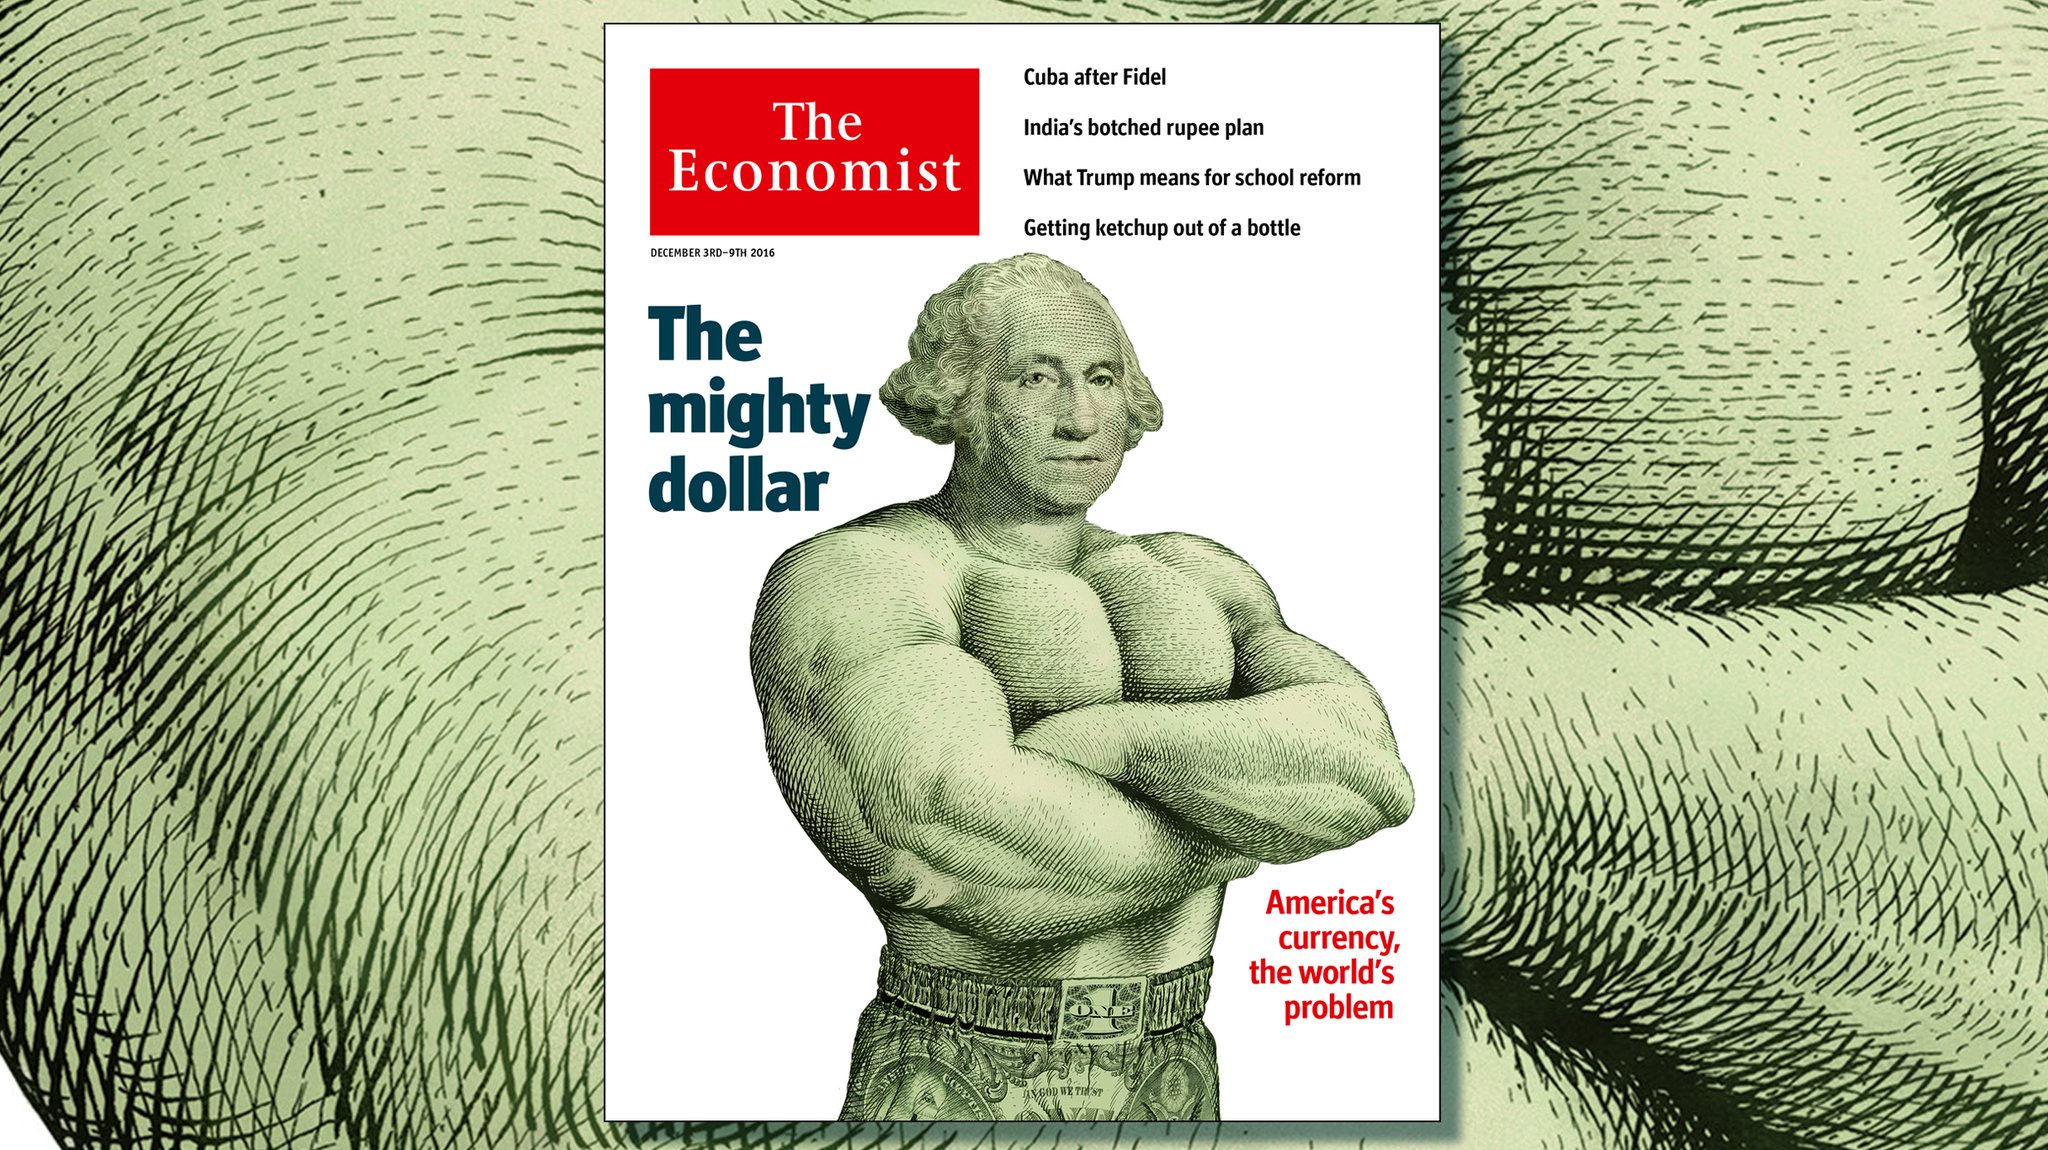 The
Economist
DECEMBER 3RD–9TH 2016
Cuba after Fidel
India's botched rupee plan
What Trump means for school reform
Getting ketchup out of a bottle
The
mighty
dollar
America's
currency,
the world's
problem
1
ONE
IN GOD WE TRUST